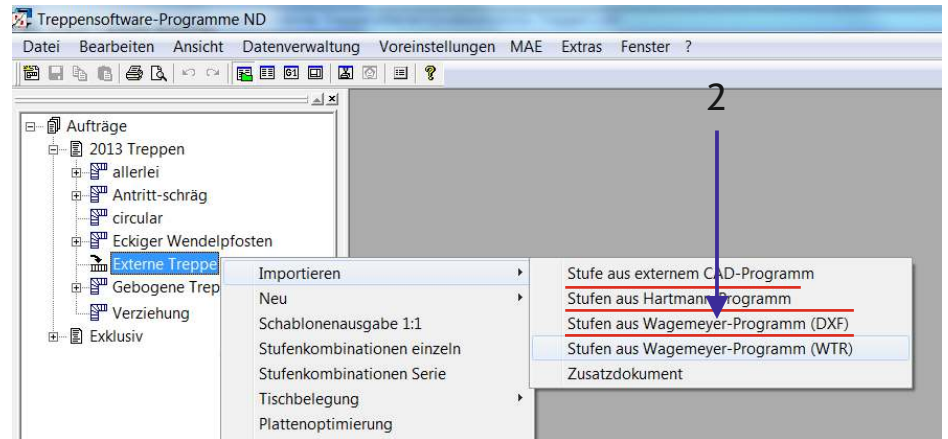 Treppensoftware-Programme ND
Datei Bearbeiten Ansicht Datenverwaltung Voreinstellungen MAE Extras Fenster ?
61 ?
2
Aufträge
2013 Treppen
allerlei
Antritt-schräg
circular
Eckiger Wendelpfosten
Externe Treppe
Gebogene Trep
Verziehung
Exklusiv
Importieren
Neu
Schablonenausgabe 1:1
Stufenkombinationen einzeln
Stufenkombinationen Serie
Tischbelegung
Plattenoptimierung
Stufe aus externem CAD-Programm
Stufen aus Hartmann-Programm
Stufen aus Wagemeyer-Programm (DXF)
Stufen aus Wagemeyer-Programm (WTR)
Zusatzdokument